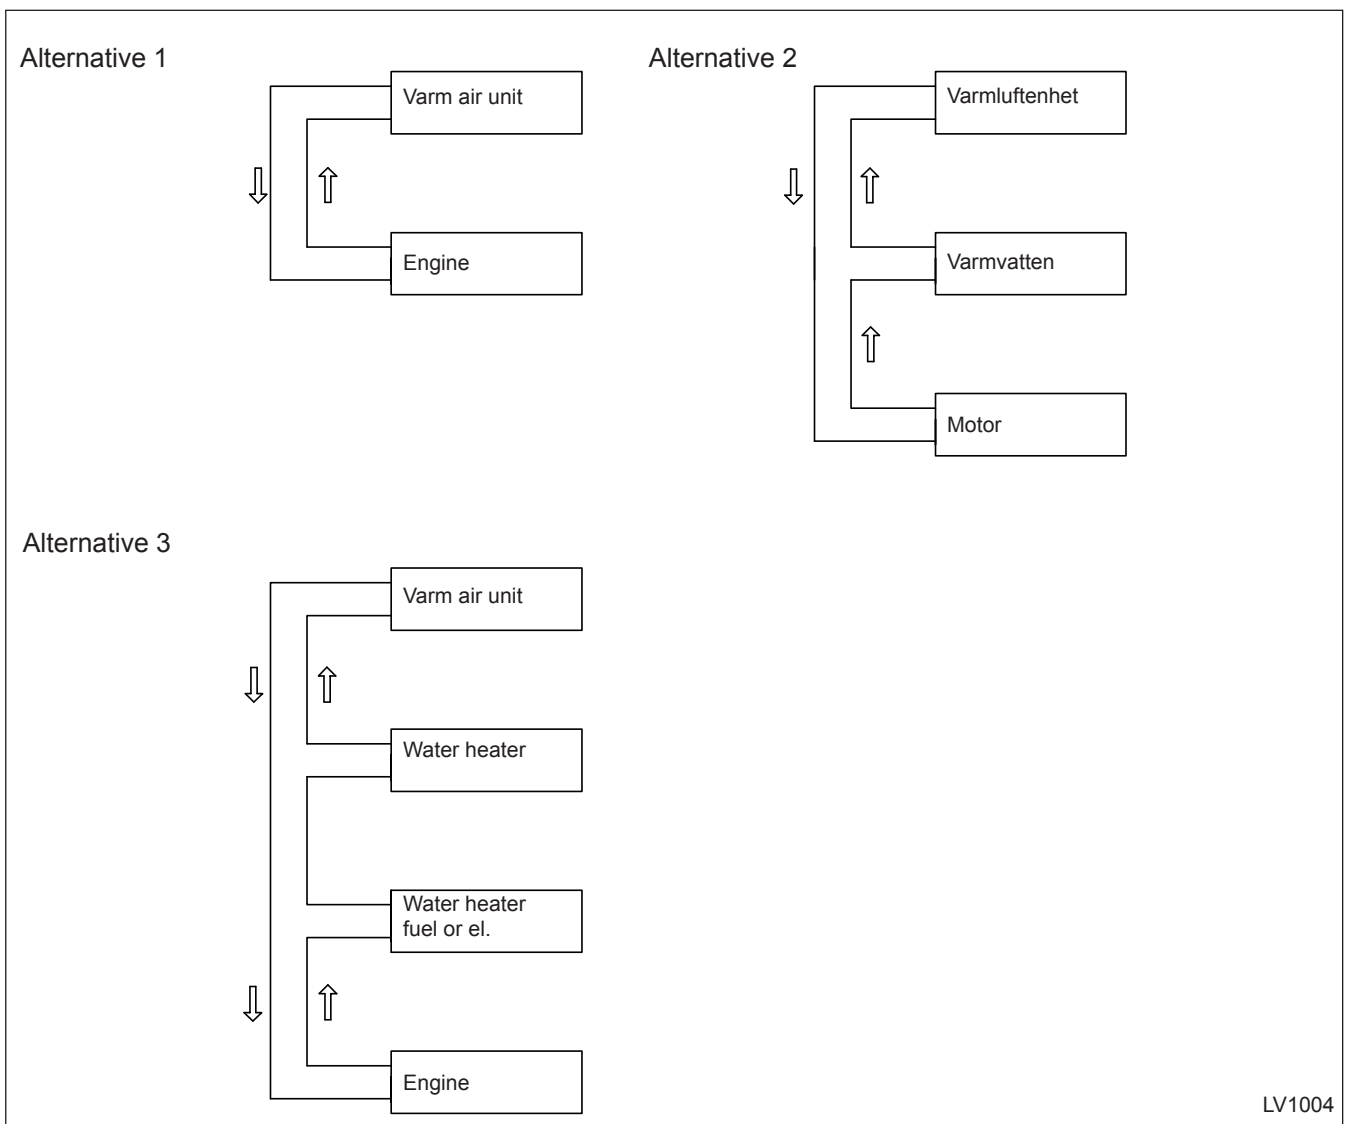 Alternative 1
Varm air unit
Engine
Alternative 2
Varmluftenhet
Varmvatten
Motor
Alternative 3
Varm air unit
Water heater
Water heater
fuel or el.
Engine
LV1004